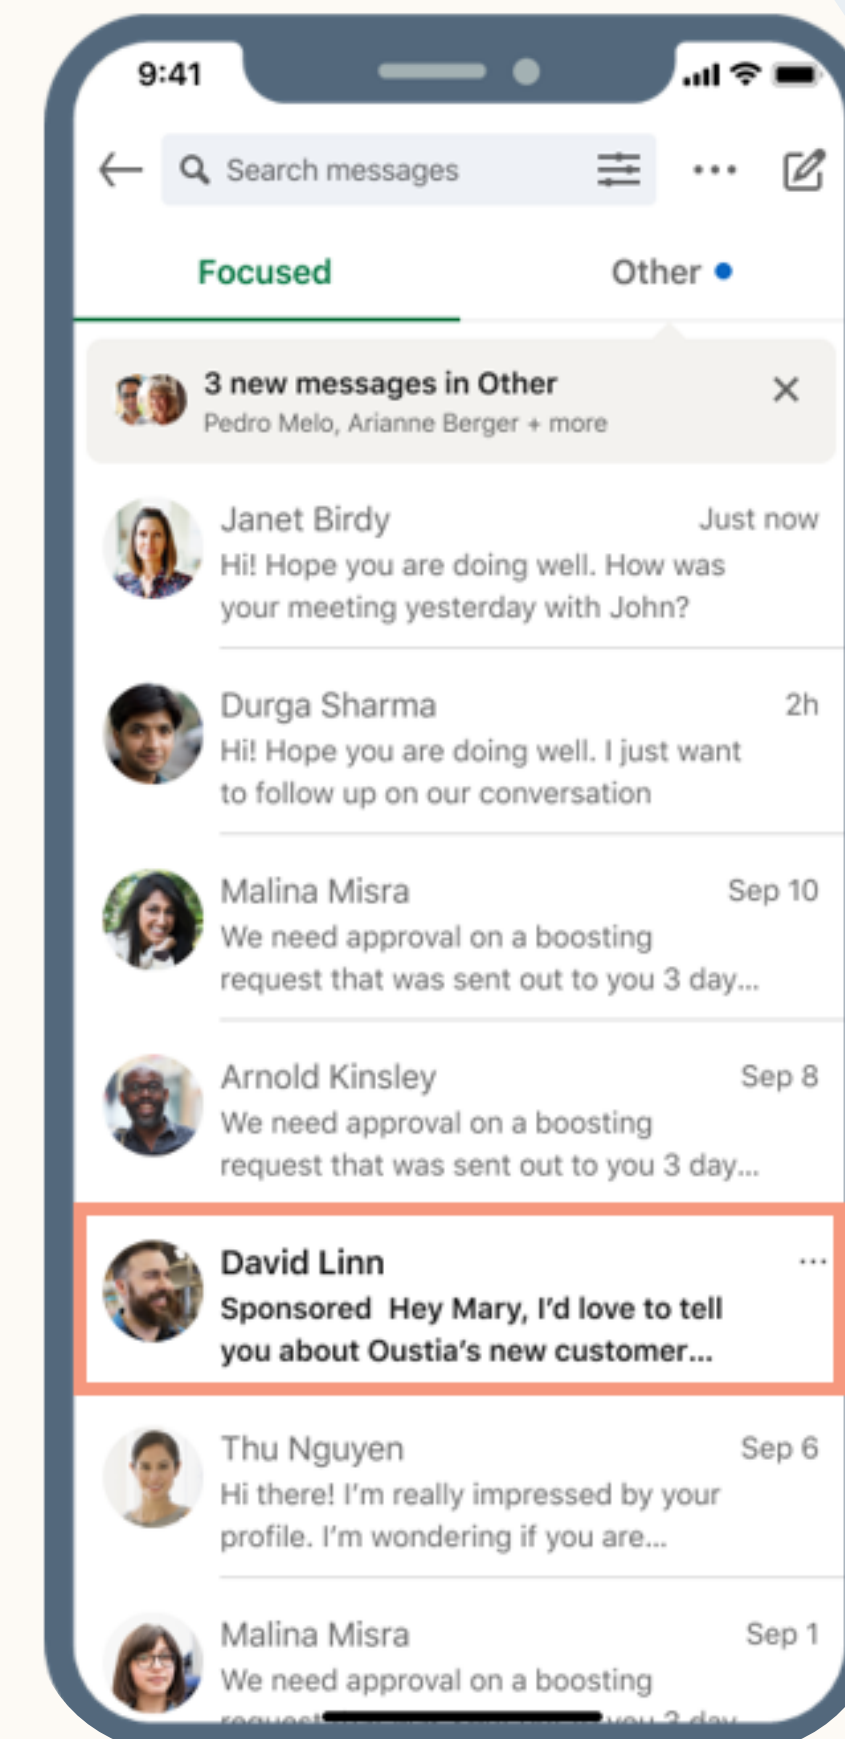 9:41
Search messages
Focused
Other
3 new messages in Other
Pedro Melo, Arianne Berger + more
Janet Birdy
Just now
Hi! Hope you are doing well. How was
your meeting yesterday with John?
Durga Sharma
2h
Hi! Hope you are doing well. I just want
to follow up on our conversation
Malina Misra
Sep 10
We need approval on a boosting
request that was sent out to you 3 day...
Arnold Kinsley
Sep 8
We need approval on a boosting
request that was sent out to you 3 day...
David Linn
Sponsored Hey Mary, I'd love to tell
you about Oustia's new customer...
Thu Nguyen
Sep 6
Hi there! I'm really impressed by your
profile. I'm wondering if you are...
Malina Misra
Sep 1
We need approval on a boosting
request you 3 day